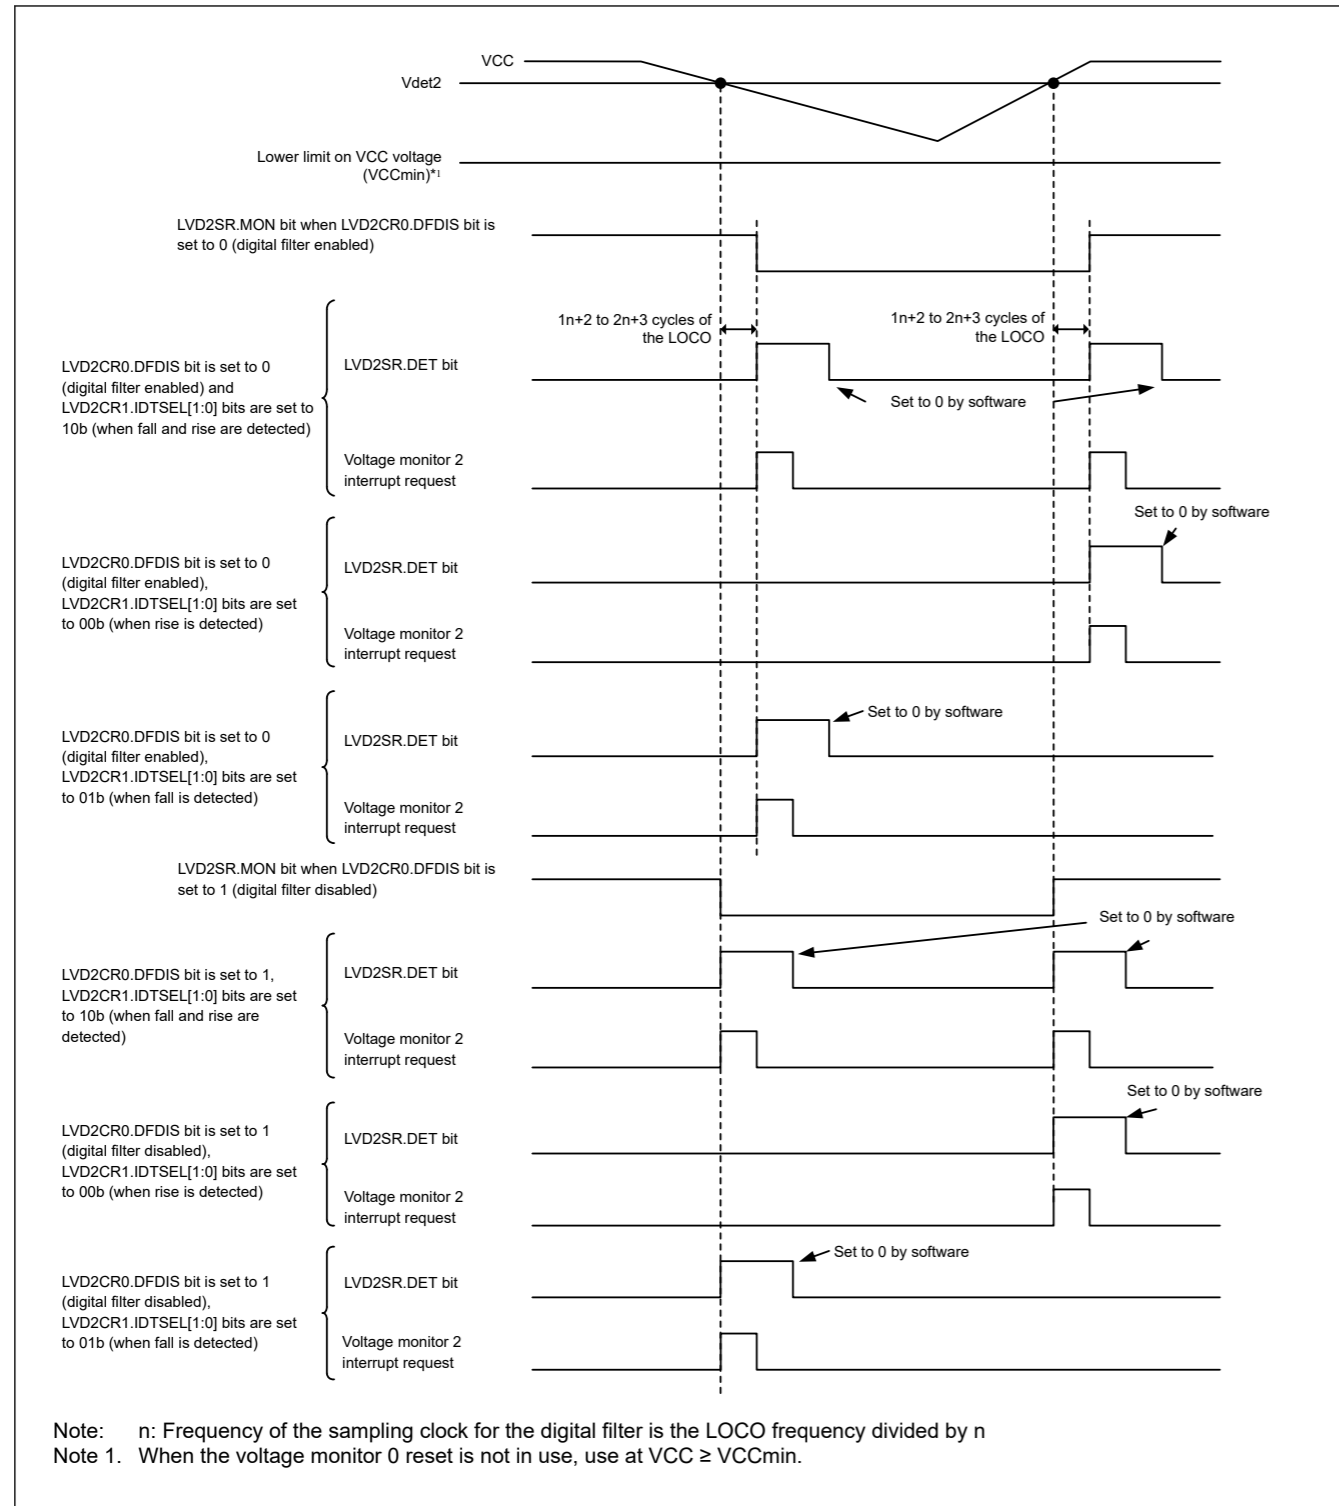 VCC
Vdet2
Lower limit on VCC voltage
(VCCmin)*1
LVD2SR.MON bit when LVD2CR0.DFDIS bit is
set to 0 (digital filter enabled)
1n+2 to 2n+3 cycles of
the LOCO
1n+2 to 2n+3 cycles of
the LOCO
LVD2CR0.DFDIS bit is set to 0
(digital filter enabled) and
LVD2CR1.IDTSEL[1:0] bits are set to
10b (when fall and rise are detected)
LVD2SR.DET bit
Set to 0 by software
Voltage monitor 2
interrupt request
Set to 0 by software
LVD2CR0.DFDIS bit is set to 0
(digital filter enabled),
LVD2CR1.IDTSEL[1:0] bits are set
to 00b (when rise is detected)
LVD2SR.DET bit
Voltage monitor 2
interrupt request
Set to 0 by software
LVD2CR0.DFDIS bit is set to 0
(digital filter enabled),
LVD2CR1.IDTSEL[1:0] bits are set
to 01b (when fall is detected)
LVD2SR.DET bit
Voltage monitor 2
interrupt request
LVD2SR.MON bit when LVD2CR0.DFDIS bit is
set to 1 (digital filter disabled)
Set to 0 by software
LVD2CR0.DFDIS bit is set to 1,
LVD2CR1.IDTSEL[1:0] bits are set
to 10b (when fall and rise are
detected)
LVD2SR.DET bit
Voltage monitor 2
interrupt request
Set to 0 by software
LVD2CR0.DFDIS bit is set to 1
(digital filter disabled),
LVD2CR1.IDTSEL[1:0] bits are set
to 00b (when rise is detected)
LVD2SR.DET bit
Voltage monitor 2
interrupt request
Set to 0 by software
LVD2CR0.DFDIS bit is set to 1
(digital filter disabled),
LVD2CR1.IDTSEL[1:0] bits are set
to 01b (when fall is detected)
LVD2SR.DET bit
Voltage monitor 2
interrupt request
Note: n: Frequency of the sampling clock for the digital filter is the LOCO frequency divided by n
Note 1. When the voltage monitor 0 reset is not in use, use at VCC ≥ VCCmin.